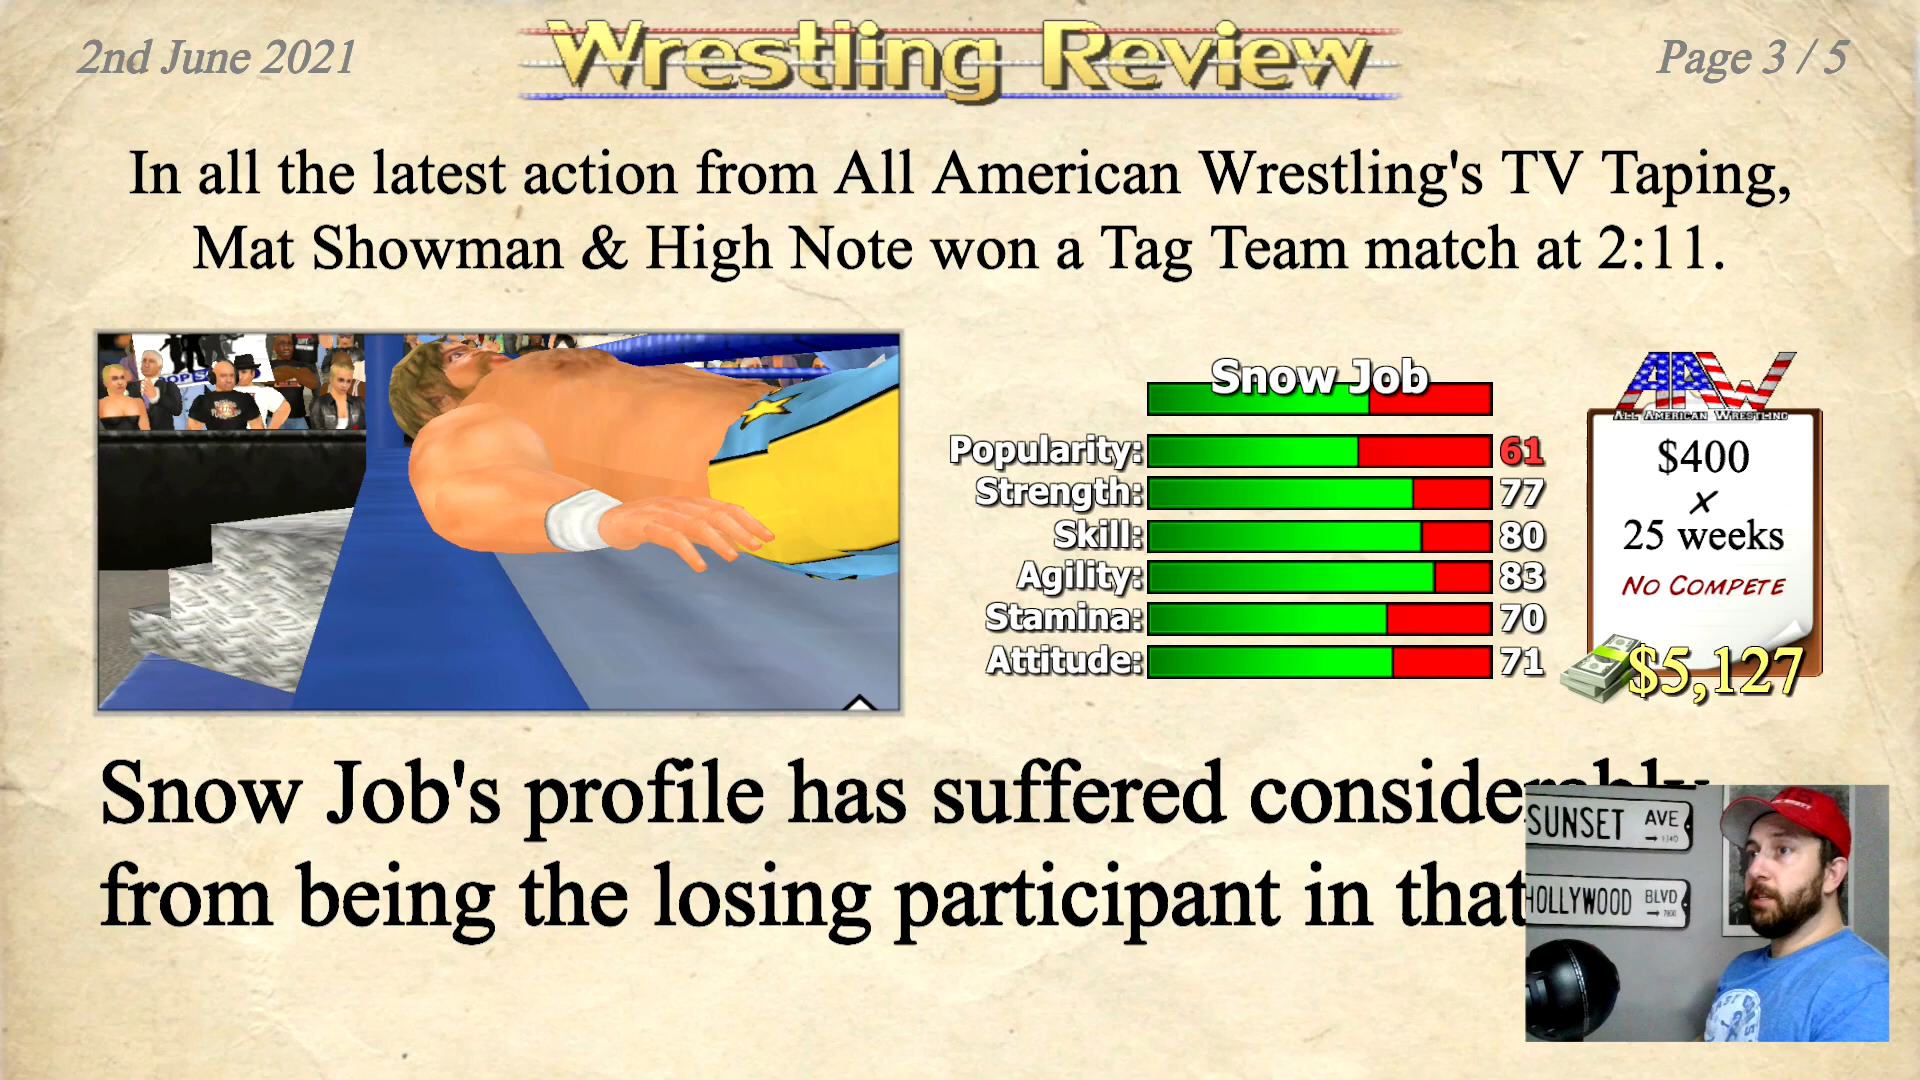 2nd June 2021
Wrestling Review
Page 3 / 5
In all the latest action from All American Wrestling's TV Taping,
Mat Showman & High Note won a Tag Team match at 2:11.
Snow Job
Popularity: 61
Strength: 77
Skill: 80
Agility: 83
Stamina: 70
Attitude: 71
AAW
ALL AMERICAN WRESTLING
$400
x
25 weeks
NO COMPETE
$5,127
Snow Job's profile has suffered considerably
from being the losing participant in that
SUNSET AVE
HOLLYWOOD BLVD